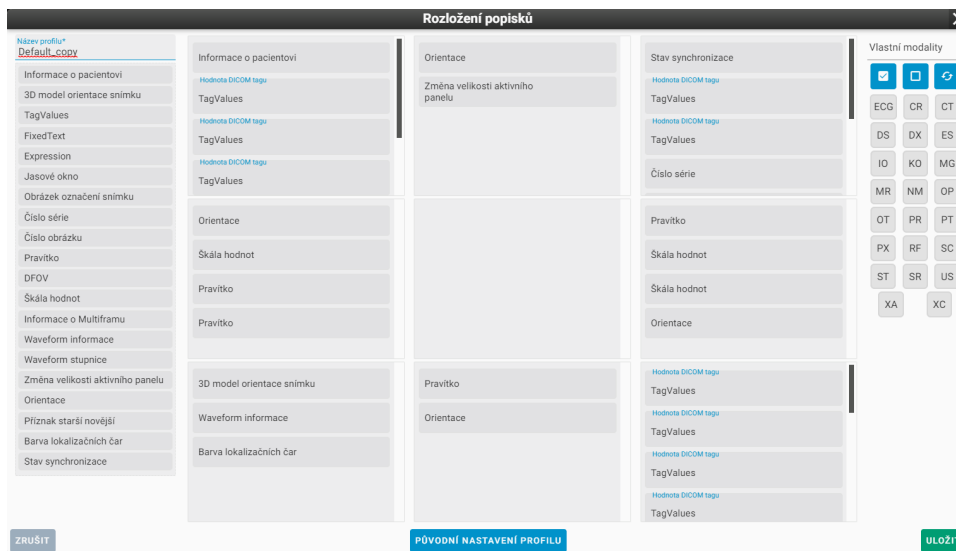 Rozložení popisků
Název profilu*
Default_copy
Informace o pacientovi
3D model orientace snímku
TagValues
FixedText
Expression
Jasové okno
Obrázek označení snímku
Číslo série
Číslo obrázku
Pravítko
DFOV
Škála hodnot
Informace o Multiframu
Waveform informace
Waveform stupnice
Změna velikosti aktivního panelu
Orientace
Příznak starší novější
Barva lokalizačních čar
Stav synchronizace
Informace o pacientovi
Hodnota DICOM tagu
TagValues
Hodnota DICOM tagu
TagValues
Hodnota DICOM tagu
TagValues
Orientace
Změna velikosti aktivního
panelu
Stav synchronizace
Hodnota DICOM tagu
TagValues
Hodnota DICOM tagu
TagValues
Číslo série
Orientace
Škála hodnot
Pravítko
Pravítko
Pravítko
Škála hodnot
Škála hodnot
Orientace
3D model orientace snímku
Waveform informace
Barva lokalizačních čar
Pravítko
Orientace
Hodnota DICOM tagu
TagValues
Hodnota DICOM tagu
TagValues
Hodnota DICOM tagu
TagValues
Hodnota DICOM tagu
TagValues
Vlastní modality
ECG CR CT
DS DX ES
IO KO MG
MR NM OP
OT PR PT
PX RF SC
ST SR US
XA XC
ZRUŠIT
PŮVODNÍ NASTAVENÍ PROFILU
ULOŽIT